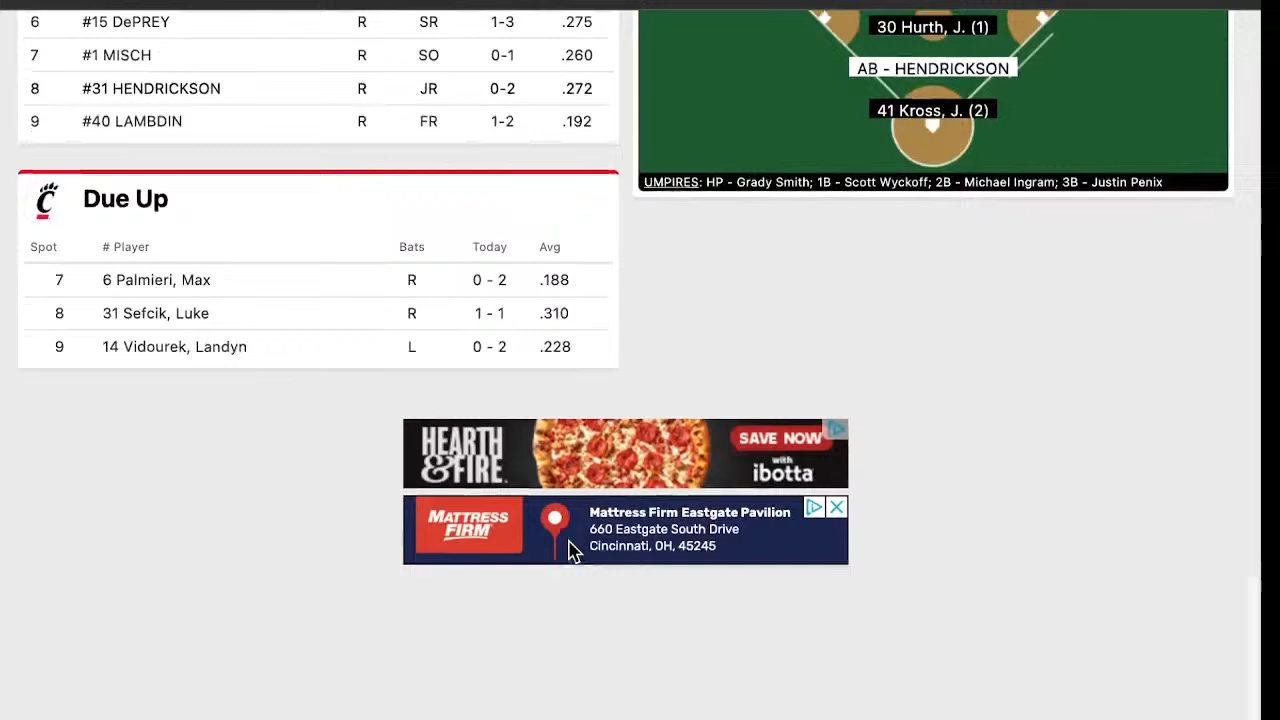 6 #15 DePREY R SR 1-3 .275
7 #1 MISCH R SO 0-1 .260
8 #31 HENDRICKSON R JR 0-2 .272
9 #40 LAMBDIN R FR 1-2 .192
30 Hurth, J. (1)
AB - HENDRICKSON
41 Kross, J. (2)
UMPIRES: HP - Grady Smith; 1B - Scott Wyckoff; 2B - Michael Ingram; 3B - Justin Penix
C
Due Up
Spot # Player Bats Today Avg
7 6 Palmieri, Max R 0 - 2 .188
8 31 Sefcik, Luke R 1 - 1 .310
9 14 Vidourek, Landyn L 0 - 2 .228
HEARTH
&FIRE.
SAVE NOW
with
ibotta
MATTRESS
FIRM
Mattress Firm Eastgate Pavilion
660 Eastgate South Drive
Cincinnati, OH, 45245